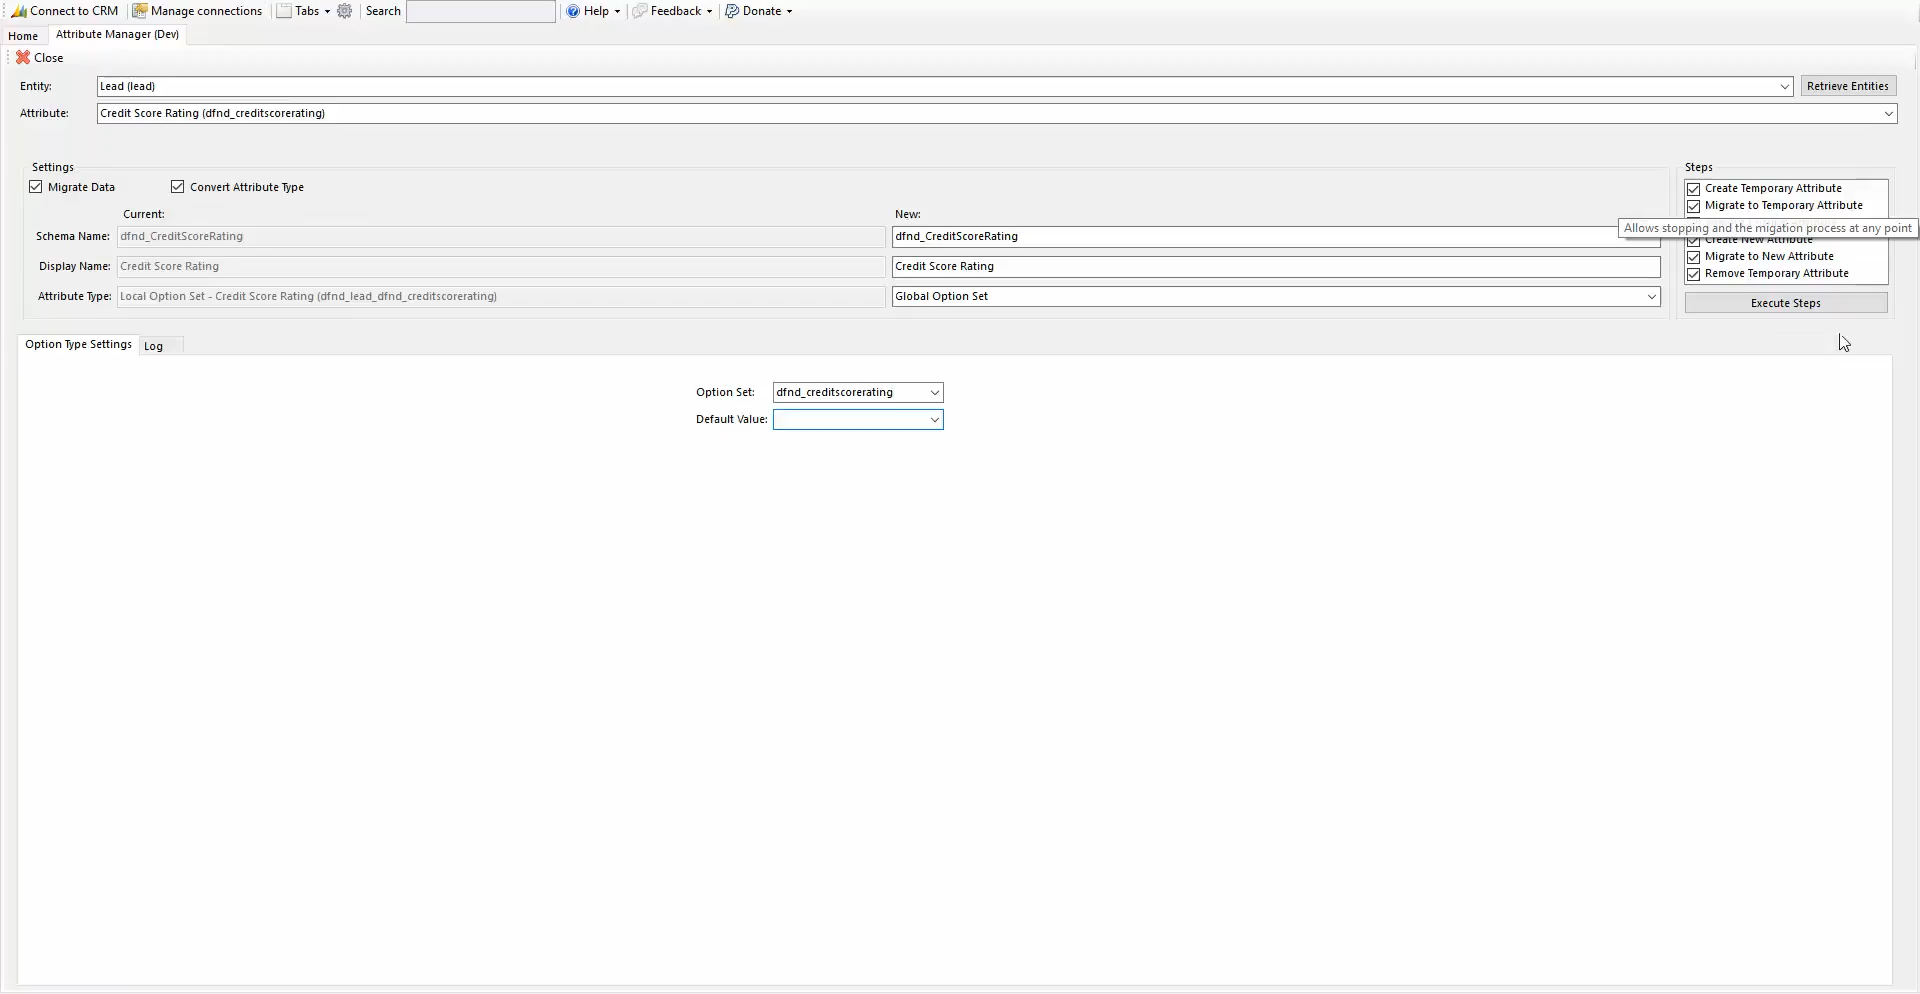 Connect to CRM Manage connections Tabs Search Help Feedback Donate
Home Attribute Manager (Dev)
Close
Entity: Lead (lead) Retrieve Entities
Attribute: Credit Score Rating (dfnd_creditscorerating)
Settings Steps
Migrate Data Convert Attribute Type Create Temporary Attribute
Migrate to Temporary Attribute
Current: New:
Allows stopping and the migation process at any point
Schema Name: dfnd_CreditScoreRating dfnd_CreditScoreRating Create New Attribute
Migrate to New Attribute
Display Name: Credit Score Rating Credit Score Rating Remove Temporary Attribute
Attribute Type: Local Option Set - Credit Score Rating (dfnd_lead_dfnd_creditscorerating) Global Option Set Execute Steps
Option Type Settings Log
Option Set: dfnd_creditscorerating
Default Value: